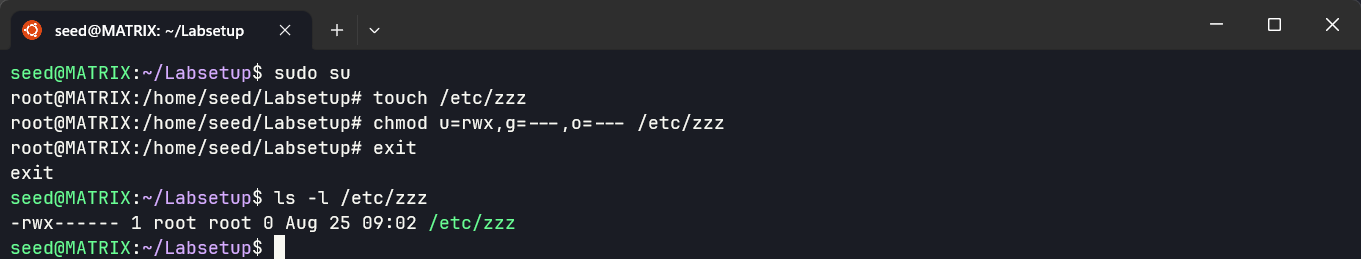 seed@MATRIX: ~/Labsetup
seed@MATRIX:~/Labsetup$ sudo su
root@MATRIX:/home/seed/Labsetup# touch /etc/zzz
root@MATRIX:/home/seed/Labsetup# chmod u=rwx,g=---,o=--- /etc/zzz
root@MATRIX:/home/seed/Labsetup# exit
exit
seed@MATRIX:~/Labsetup$ ls -l /etc/zzz
-rwx------ 1 root root 0 Aug 25 09:02 /etc/zzz
seed@MATRIX:~/Labsetup$